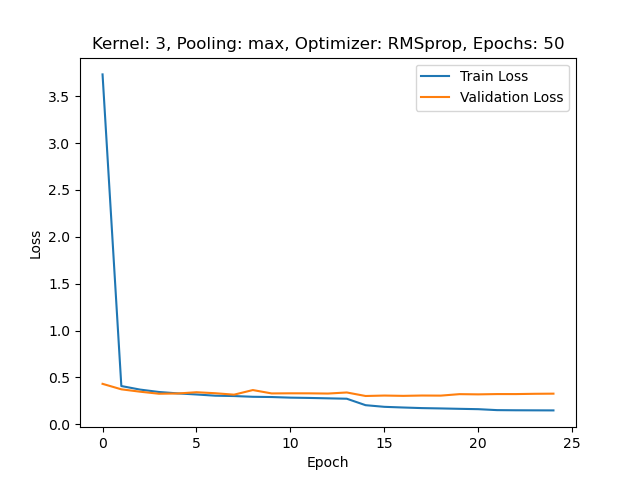 Kernel: 3, Pooling: max, Optimizer: RMSprop, Epochs: 50
Train Loss
Validation Loss
3.5
3.0
2.5
2.0
1.5
1.0
0.5
0.0
Loss
0 5 10 15 20 25
Epoch